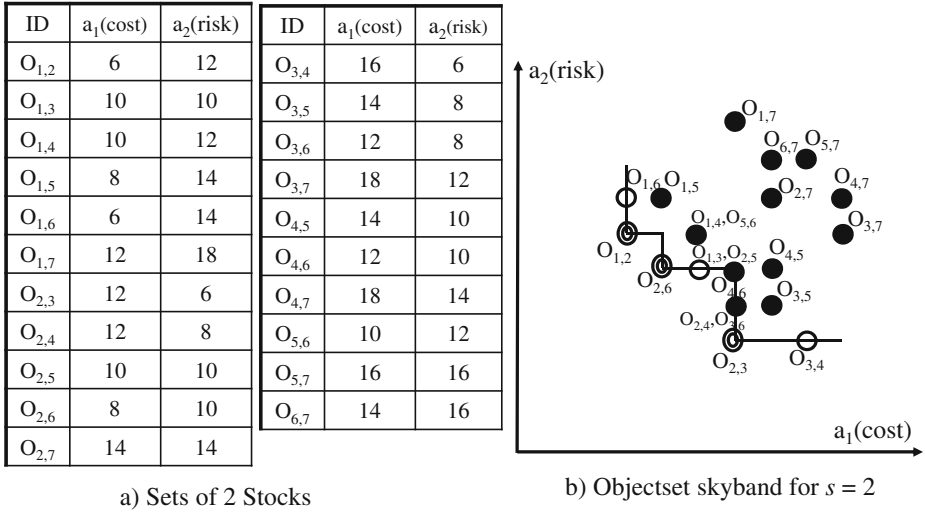 ID a₁(cost) a₂(risk)
O₁,₂ 6 12
O₁,₃ 10 10
O₁,₄ 10 12
O₁,₅ 8 14
O₁,₆ 6 14
O₁,₇ 12 18
O₂,₃ 12 6
O₂,₄ 12 8
O₂,₅ 10 10
O₂,₆ 8 10
O₂,₇ 14 14
ID a₁(cost) a₂(risk)
O₃,₄ 16 6
O₃,₅ 14 8
O₃,₆ 12 8
O₃,₇ 18 12
O₄,₅ 14 10
O₄,₆ 12 10
O₄,₇ 18 14
O₅,₆ 10 12
O₅,₇ 16 16
O₆,₇ 14 16
a) Sets of 2 Stocks
a₂(risk)
O₁,₇
O₆,₇ O₅,₇
O₁,₆ O₁,₅ O₂,₇ O₄,₇
O₁,₄,O₅,₆ O₃,₇
O₁,₂ O₁,₃,O₂,₅ O₄,₅
O₂,₆ O₄,₆ O₃,₅
O₂,₄,O₃,₆
O₂,₃ O₃,₄
a₁(cost)
b) Objectset skyband for s = 2